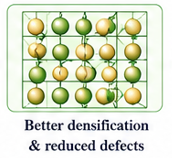 Better densification
& reduced defects